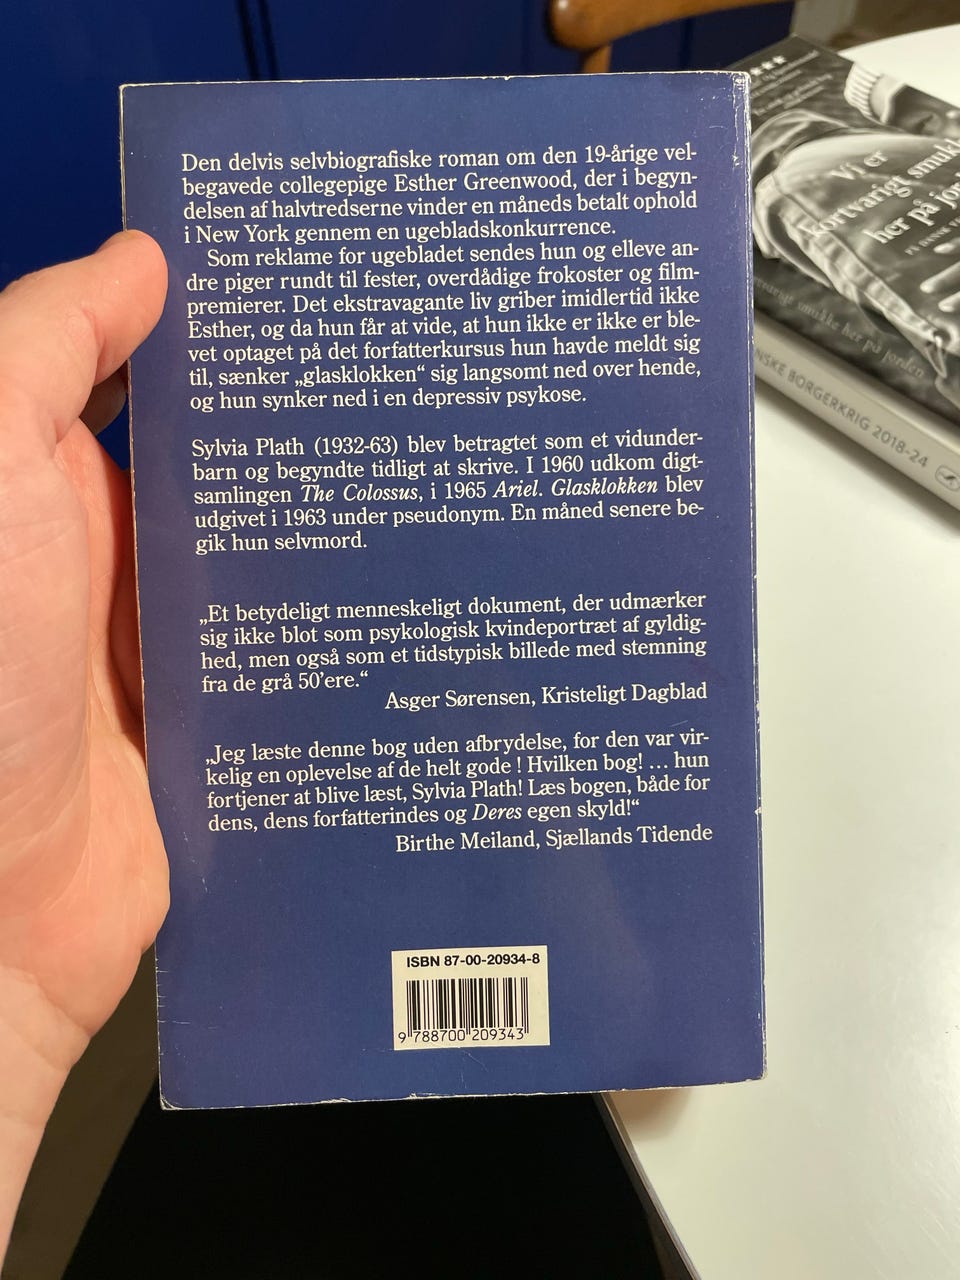 Den delvis selvbiografiske roman om den 19-årige vel-
begavede collegepige Esther Greenwood, der i begyn-
delsen af halvtredserne vinder en måneds betalt ophold
i New York gennem en ugebladskonkurrence.
Som reklame for ugebladet sendes hun og elleve an-
dre piger rundt til fester, overdådige frokoster og film-
premierer. Det ekstravagante liv griber imidlertid ikke
Esther, og da hun får at vide, at hun ikke er ikke er ble-
vet optaget på det forfatterkursus hun havde meldt sig
til, sænker „glasklokken“ sig langsomt ned over hende,
og hun synker ned i en depressiv psykose.
Sylvia Plath (1932-63) blev betragtet som et vidunder-
barn og begyndte tidligt at skrive. I 1960 udkom digt-
samlingen The Colossus, i 1965 Ariel. Glasklokken blev
udgivet i 1963 under pseudonym. En måned senere be-
gik hun selvmord.
„Et betydeligt menneskeligt dokument, der udmærker
sig ikke blot som psykologisk kvindeportræt af gyldig-
hed, men også som et tidstypisk billede med stemning
fra de grå 50'ere.“
Asger Sørensen, Kristeligt Dagblad
„Jeg læste denne bog uden afbrydelse, for den var vir-
kelig en oplevelse af de helt gode! Hvilken bog! ... hun
fortjener at blive læst, Sylvia Plath! Læs bogen, både for
dens, dens forfatterindes og Deres egen skyld!“
Birthe Meiland, Sjællands Tidende
ISBN 87-00-20934-8
9 788700 209343
Vi er
fortvarigt smukke
her på jorden
smukke her på jorden
NSKE BORGERKRIG 2018-24